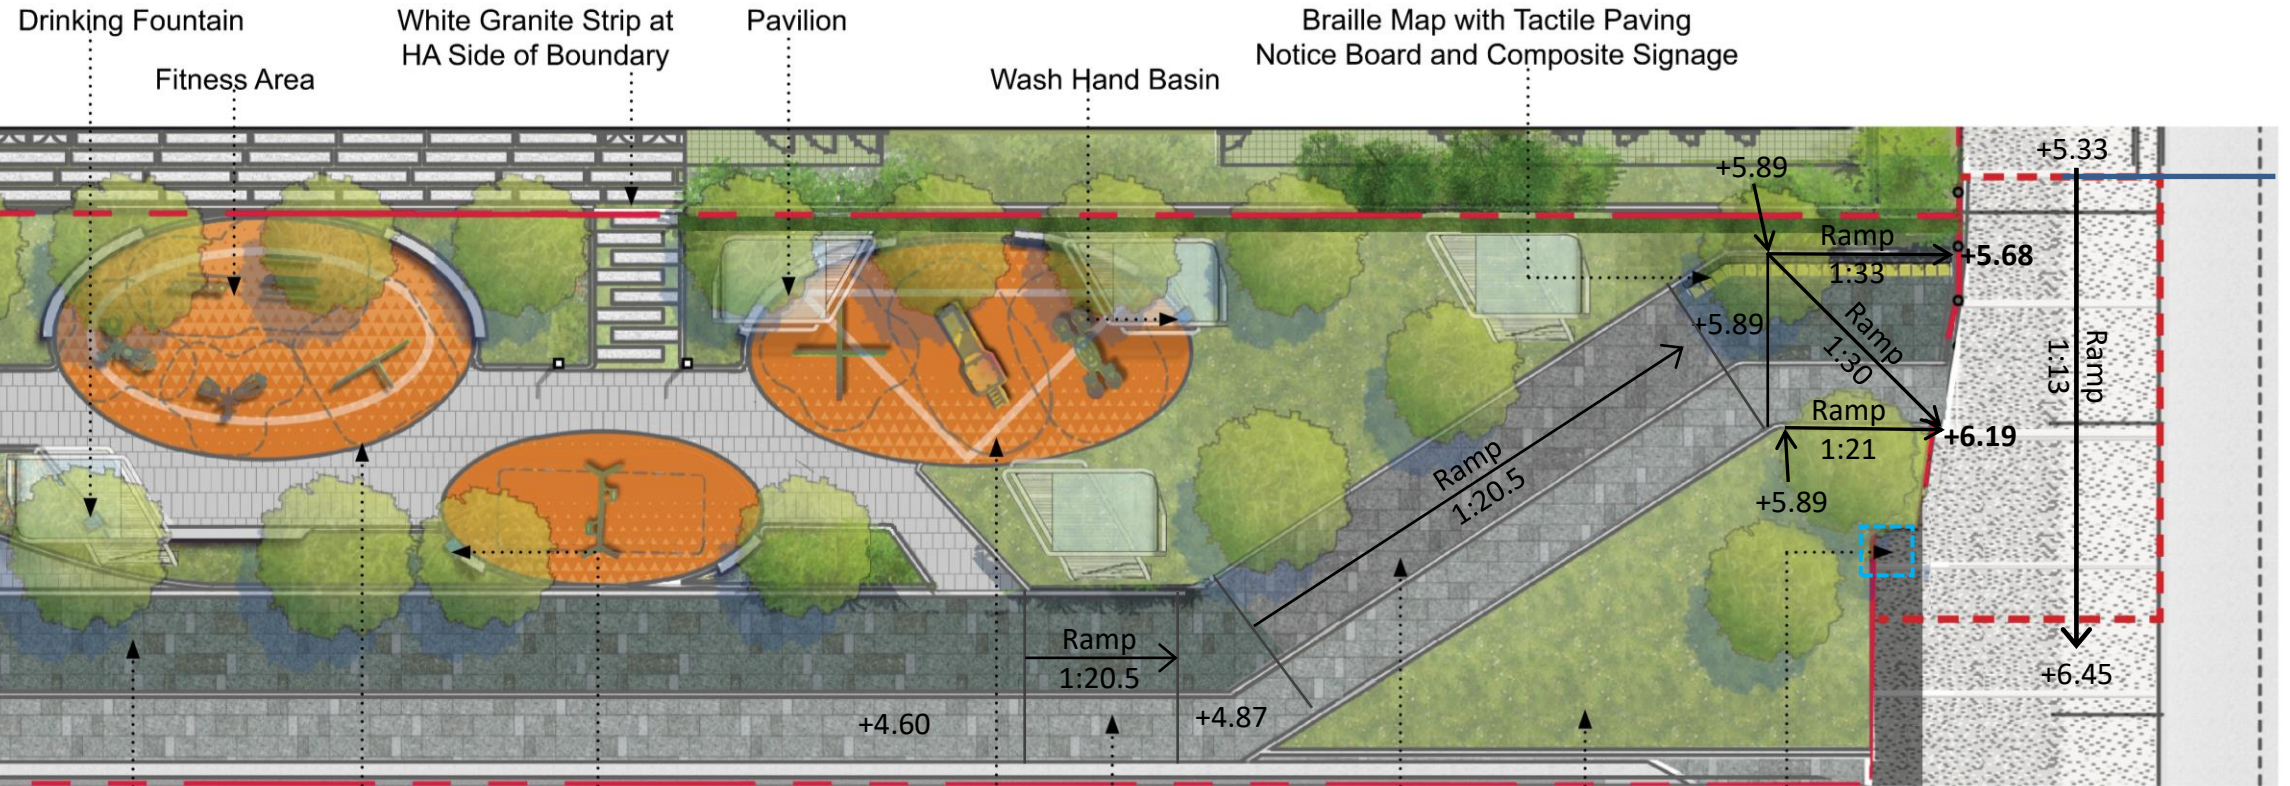 Drinking Fountain
White Granite Strip at
HA Side of Boundary
Pavilion
Braille Map with Tactile Paving
Notice Board and Composite Signage
Fitness Area
Wash Hand Basin
+5.33
+5.89
Ramp
1:33
+5.68
+5.89
Ramp
1:30
Ramp
1:13
Ramp
1:21
+6.19
Ramp
1:20.5
+5.89
Ramp
1:20.5
+6.45
+4.60
+4.87